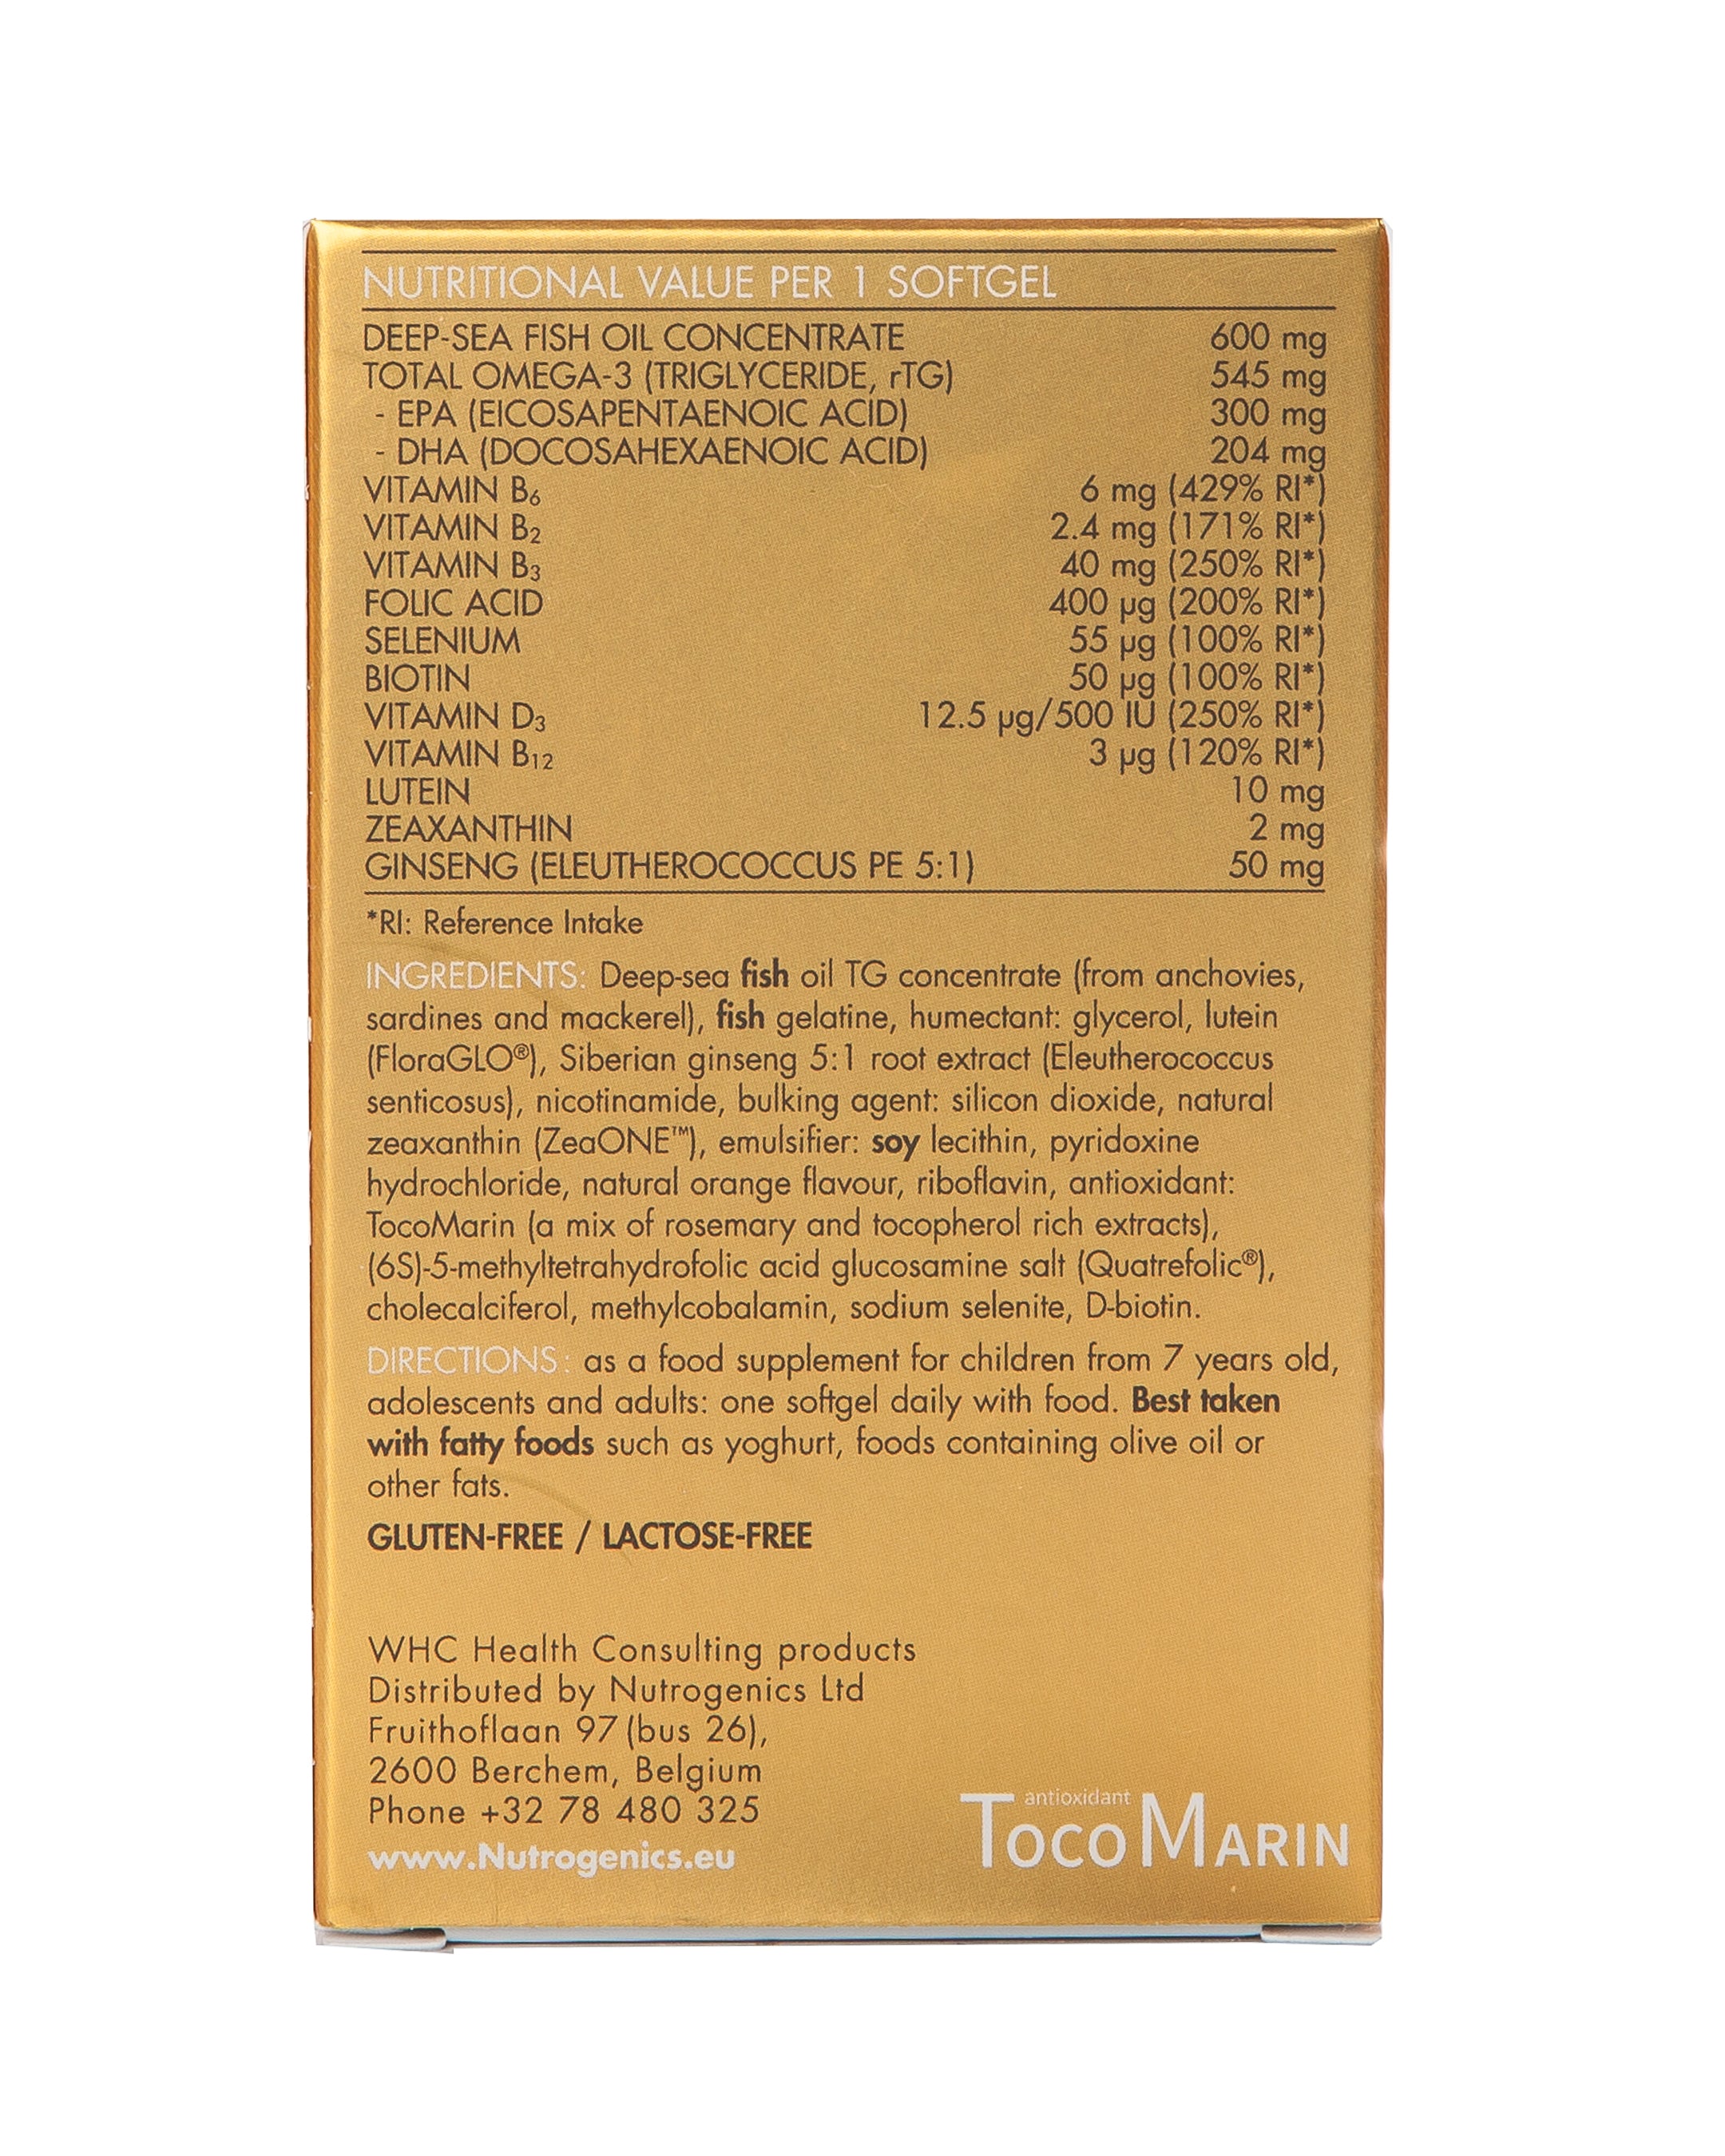 NUTRITIONAL VALUE PER 1 SOFTGEL
DEEP-SEA FISH OIL CONCENTRATE 600 mg
TOTAL OMEGA-3 (TRIGLYCERIDE, rTG) 545 mg
- EPA (EICOSAPENTAENOIC ACID) 300 mg
- DHA (DOCOSAHEXAENOIC ACID) 204 mg
VITAMIN B₆ 6 mg (429% RI*)
VITAMIN B₂ 2.4 mg (171% RI*)
VITAMIN B₃ 40 mg (250% RI*)
FOLIC ACID 400 µg (200% RI*)
SELENIUM 55 µg (100% RI*)
BIOTIN 50 µg (100% RI*)
VITAMIN D₃ 12.5 µg/500 IU (250% RI*)
VITAMIN B₁₂ 3 µg (120% RI*)
LUTEIN 10 mg
ZEAXANTHIN 2 mg
GINSENG (ELEUTHEROCOCCUS PE 5:1) 50 mg
*RI: Reference Intake
INGREDIENTS: Deep-sea fish oil TG concentrate (from anchovies,
sardines and mackerel), fish gelatine, humectant: glycerol, lutein
(FloraGLO®), Siberian ginseng 5:1 root extract (Eleutherococcus
senticosus), nicotinamide, bulking agent: silicon dioxide, natural
zeaxanthin (ZeaONE™), emulsifier: soy lecithin, pyridoxine
hydrochloride, natural orange flavour, riboflavin, antioxidant:
TocoMarin (a mix of rosemary and tocopherol rich extracts),
(6S)-5-methyltetrahydrofolic acid glucosamine salt (Quatrefolic®),
cholecalciferol, methylcobalamin, sodium selenite, D-biotin.
DIRECTIONS: as a food supplement for children from 7 years old,
adolescents and adults: one softgel daily with food. Best taken
with fatty foods such as yoghurt, foods containing olive oil or
other fats.
GLUTEN-FREE / LACTOSE-FREE
WHC Health Consulting products
Distributed by Nutrogenics Ltd
Fruithoflaan 97 (bus 26),
2600 Berchem, Belgium
Phone +32 78 480 325
www.Nutrogenics.eu
antioxidant
TOCOMARIN